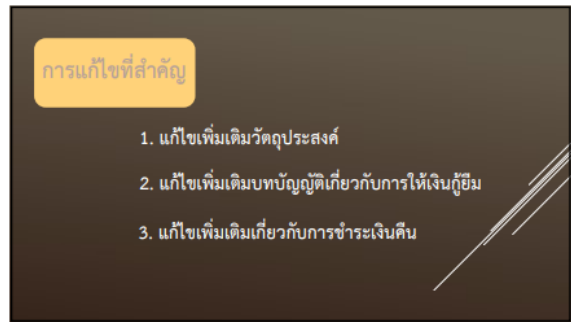 การแก้ไขที่สำคัญ
1. แก้ไขเพิ่มเติมวัตถุประสงค์
2. แก้ไขเพิ่มเติมบทบัญญัติเกี่ยวกับการให้เงินกู้ยืม
3. แก้ไขเพิ่มเติมเกี่ยวกับการชำระเงินคืน